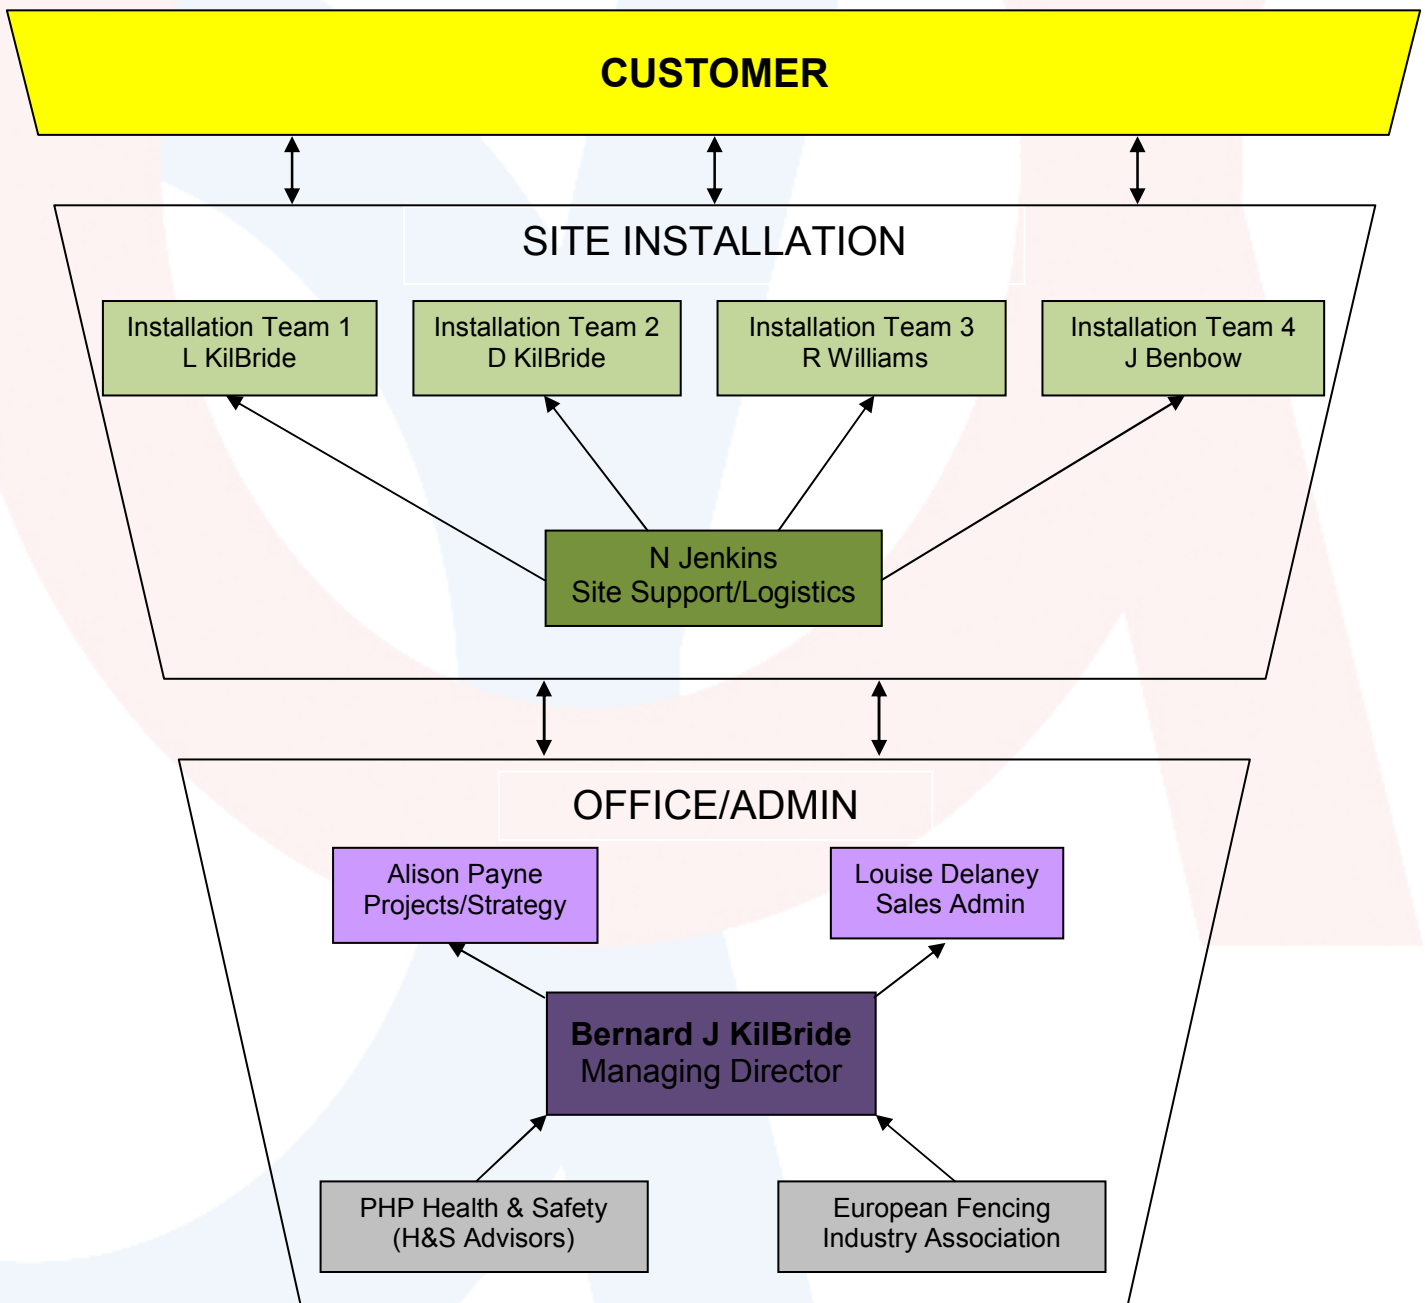 CUSTOMER
SITE INSTALLATION
Installation Team 1
L KilBride
Installation Team 2
D KilBride
Installation Team 3
R Williams
Installation Team 4
J Benbow
N Jenkins
Site Support/Logistics
OFFICE/ADMIN
Alison Payne
Projects/Strategy
Louise Delaney
Sales Admin
Bernard J KilBride
Managing Director
PHP Health & Safety
(H&S Advisors)
European Fencing
Industry Association